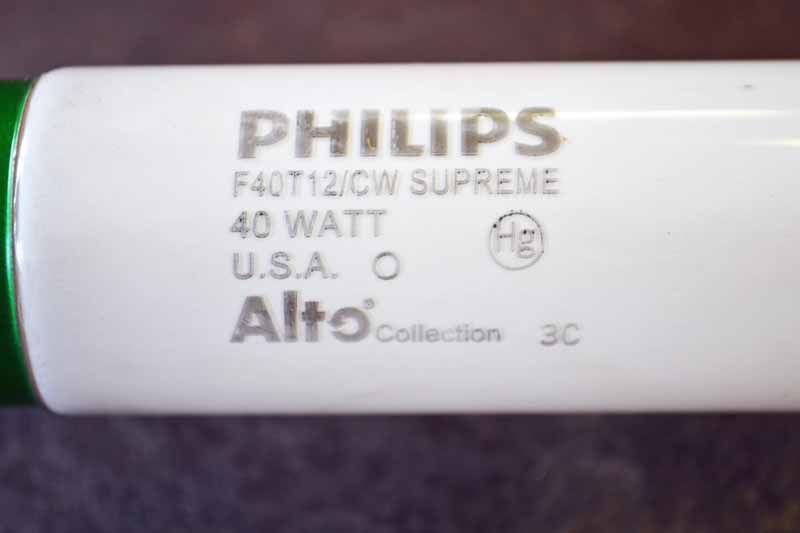 PHILIPS
F40T12/CW SUPREME
40 WATT
Hg
U.S.A. O
Alto® Collection 3C